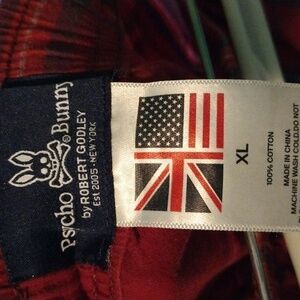 Psycho Bunny
by ROBERT GODLEY
Est 2005 - NEW YORK
XL
100% COTTON
MADE IN CHINA
MACHINE WASH COLD DO NOT